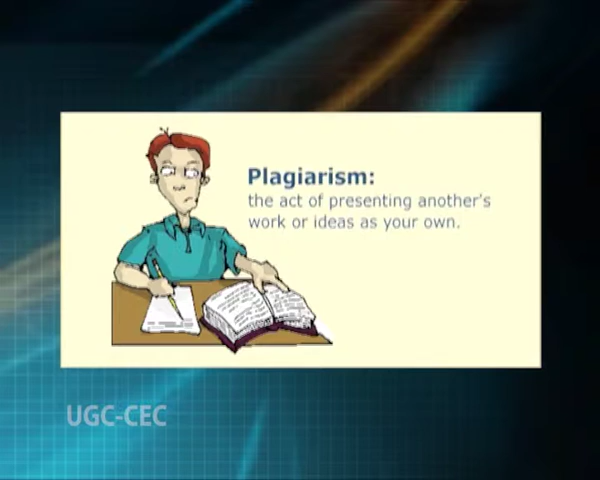 Plagiarism:
the act of presenting another's
work or ideas as your own.
UGC-CEC